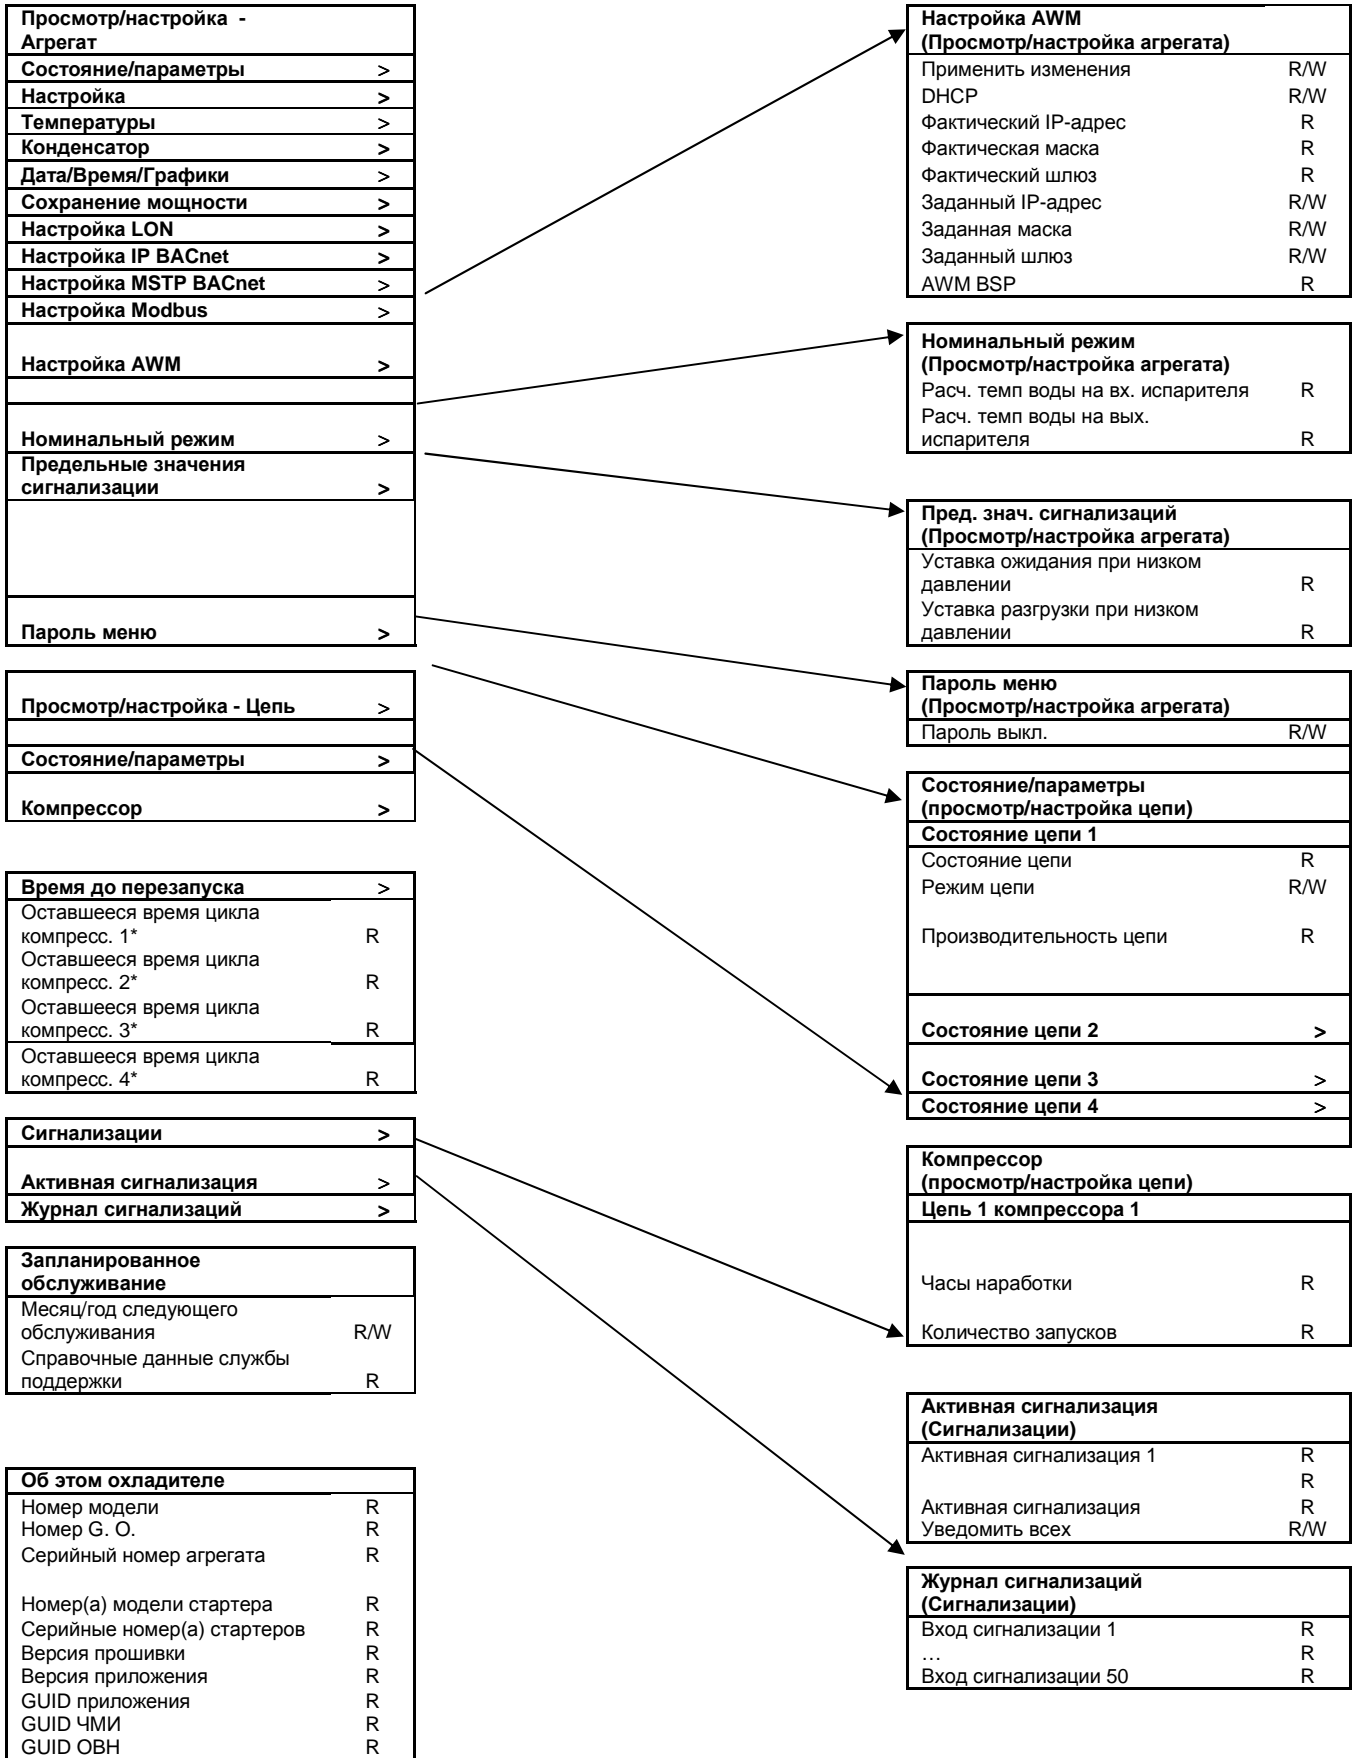 Просмотр/настройка -
Агрегат
Состояние/параметры >
Настройка >
Температуры >
Конденсатор >
Дата/Время/Графики >
Сохранение мощности >
Настройка LON >
Настройка IP BACnet >
Настройка MSTP BACnet >
Настройка Modbus >
Настройка AWM >
Номинальный режим >
Предельные значения
сигнализации >
Пароль меню >
Просмотр/настройка - Цепь >
Состояние/параметры >
Компрессор >
Время до перезапуска >
Оставшееся время цикла
компресс. 1* R
Оставшееся время цикла
компресс. 2* R
Оставшееся время цикла
компресс. 3* R
Оставшееся время цикла
компресс. 4* R
Сигнализации >
Активная сигнализация >
Журнал сигнализаций >
Запланированное
обслуживание
Месяц/год следующего
обслуживания R/W
Справочные данные службы
поддержки R
Об этом охладителе
Номер модели R
Номер G. O. R
Серийный номер агрегата R
Номер(а) модели стартера R
Серийные номер(а) стартеров R
Версия прошивки R
Версия приложения R
GUID приложения R
GUID ЧМИ R
GUID OBH R
Настройка AWM
(Просмотр/настройка агрегата)
Применить изменения R/W
DHCP R/W
Фактический IP-адрес R
Фактическая маска R
Фактический шлюз R
Заданный IP-адрес R/W
Заданная маска R/W
Заданный шлюз R/W
AWM BSP R
Номинальный режим
(Просмотр/настройка агрегата)
Расч. темп воды на вх. испарителя R
Расч. темп воды на вых.
испарителя R
Пред. знач. сигнализаций
(Просмотр/настройка агрегата)
Уставка ожидания при низком
давлении R
Уставка разгрузки при низком
давлении R
Пароль меню
(Просмотр/настройка агрегата)
Пароль выкл. R/W
Состояние/параметры
(просмотр/настройка цепи)
Состояние цепи 1
Состояние цепи R
Режим цепи R/W
Производительность цепи R
Состояние цепи 2 >
Состояние цепи 3 >
Состояние цепи 4 >
Компрессор
(просмотр/настройка цепи)
Цепь 1 компрессора 1
Часы наработки R
Количество запусков R
Активная сигнализация
(Сигнализации)
Активная сигнализация 1 R
R
Активная сигнализация R
Уведомить всех R/W
Журнал сигнализаций
(Сигнализации)
Вход сигнализации 1 R
… R
Вход сигнализации 50 R